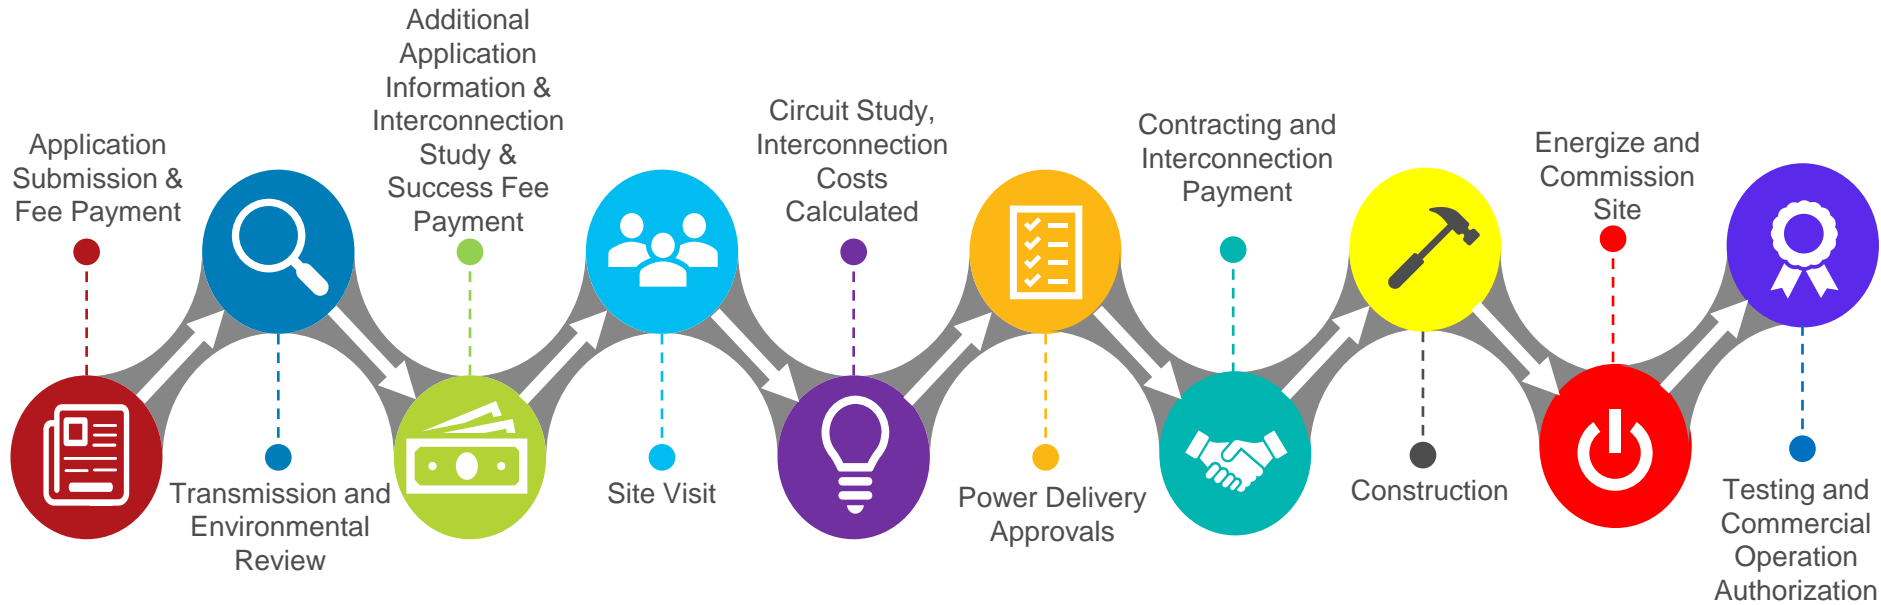 Application
Submission &
Fee Payment
Transmission and
Environmental
Review
Additional
Application
Information &
Interconnection
Study &
Success Fee
Payment
Site Visit
Circuit Study,
Interconnection
Costs
Calculated
Power Delivery
Approvals
Contracting and
Interconnection
Payment
Construction
Energize and
Commission
Site
Testing and
Commercial
Operation
Authorization